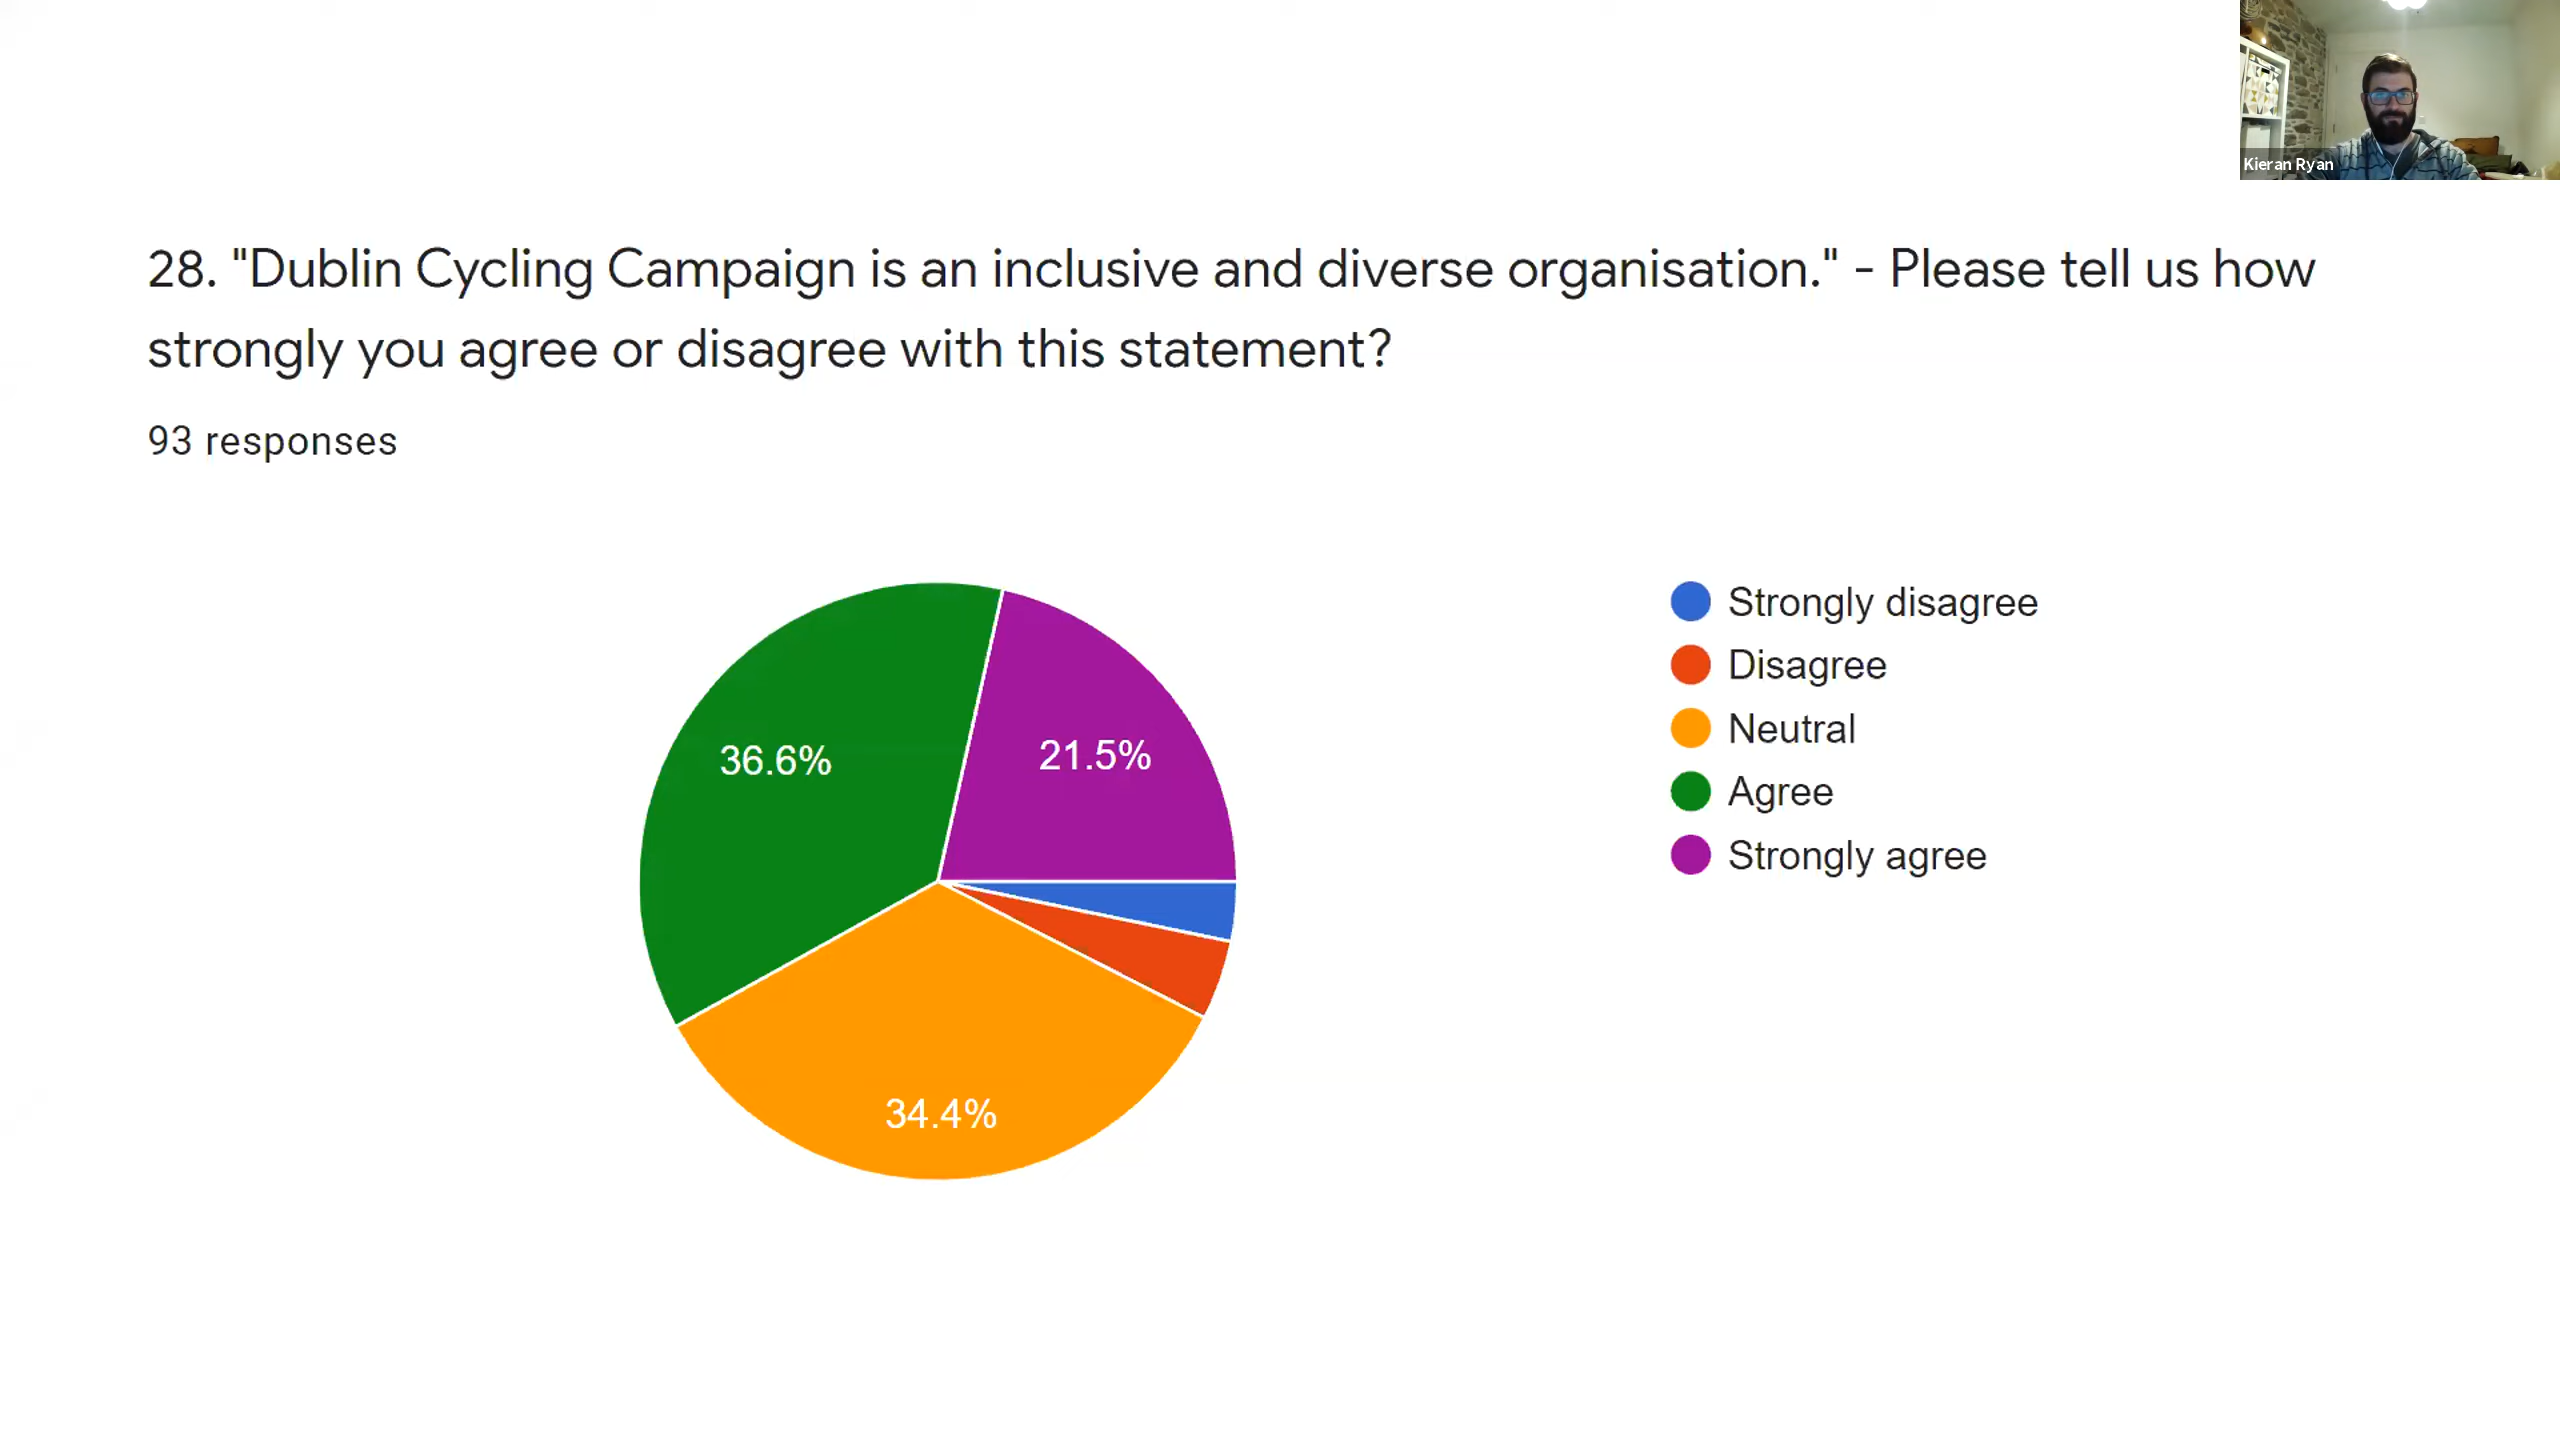 Kieran Ryan
28. "Dublin Cycling Campaign is an inclusive and diverse organisation." - Please tell us how
strongly you agree or disagree with this statement?
93 responses
36.6%
21.5%
34.4%
Strongly disagree
Disagree
Neutral
Agree
Strongly agree